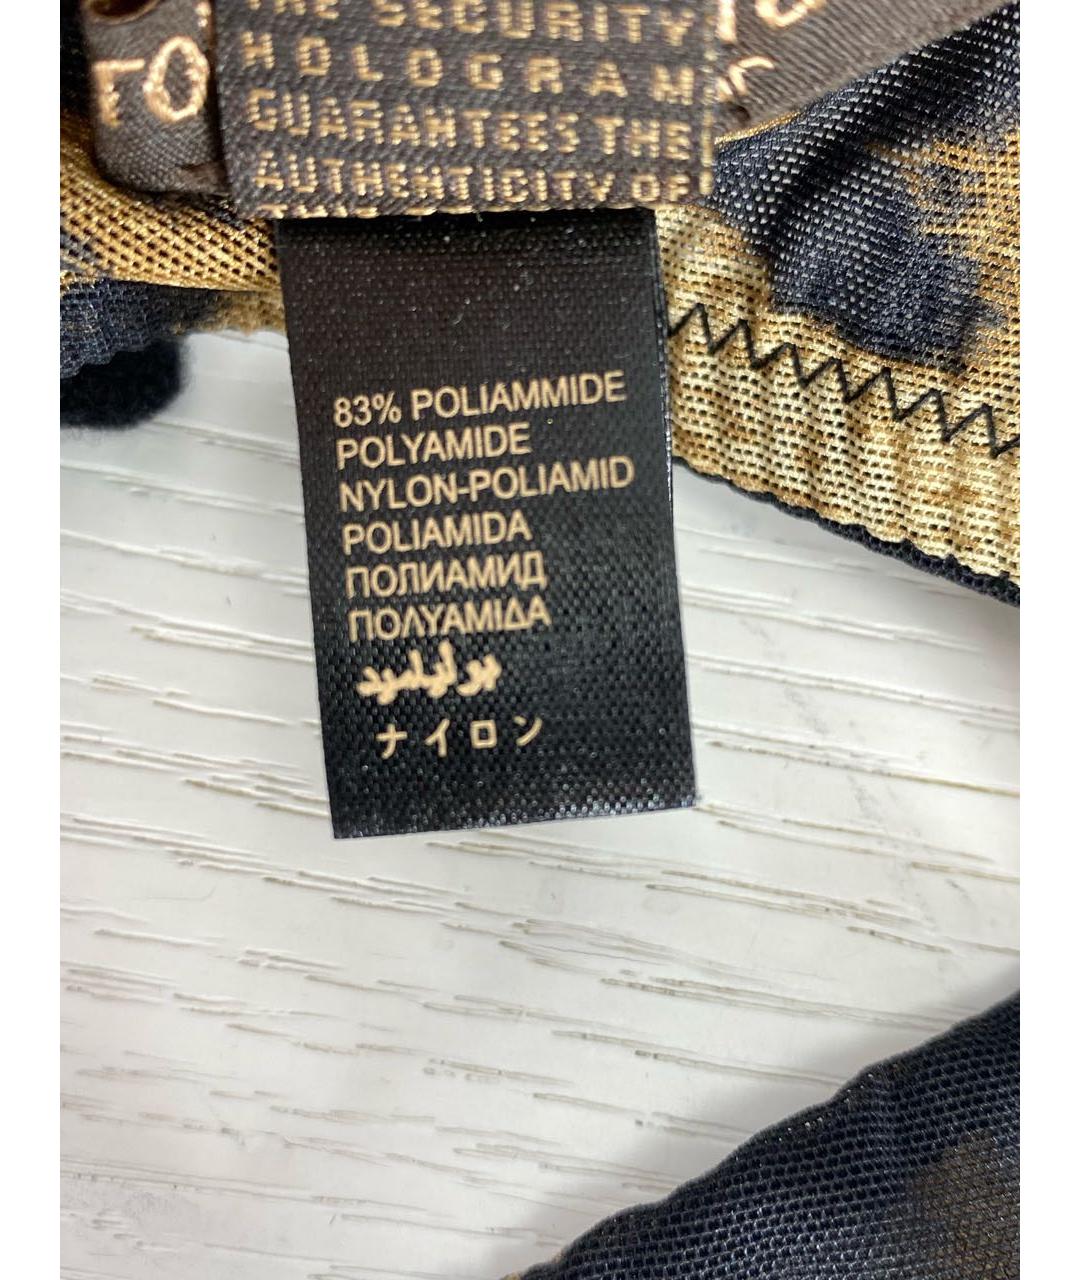 THE SECURITY
HOLOGRAM
GUARANTEES THE
AUTHENTICITY OF
83% POLIAMMIDE
POLYAMIDE
NYLON-POLIAMID
POLIAMIDA
ПОЛИАМИД
ΠΟΛΥΑΜΙΔΑ
بولياميد
ナイロン